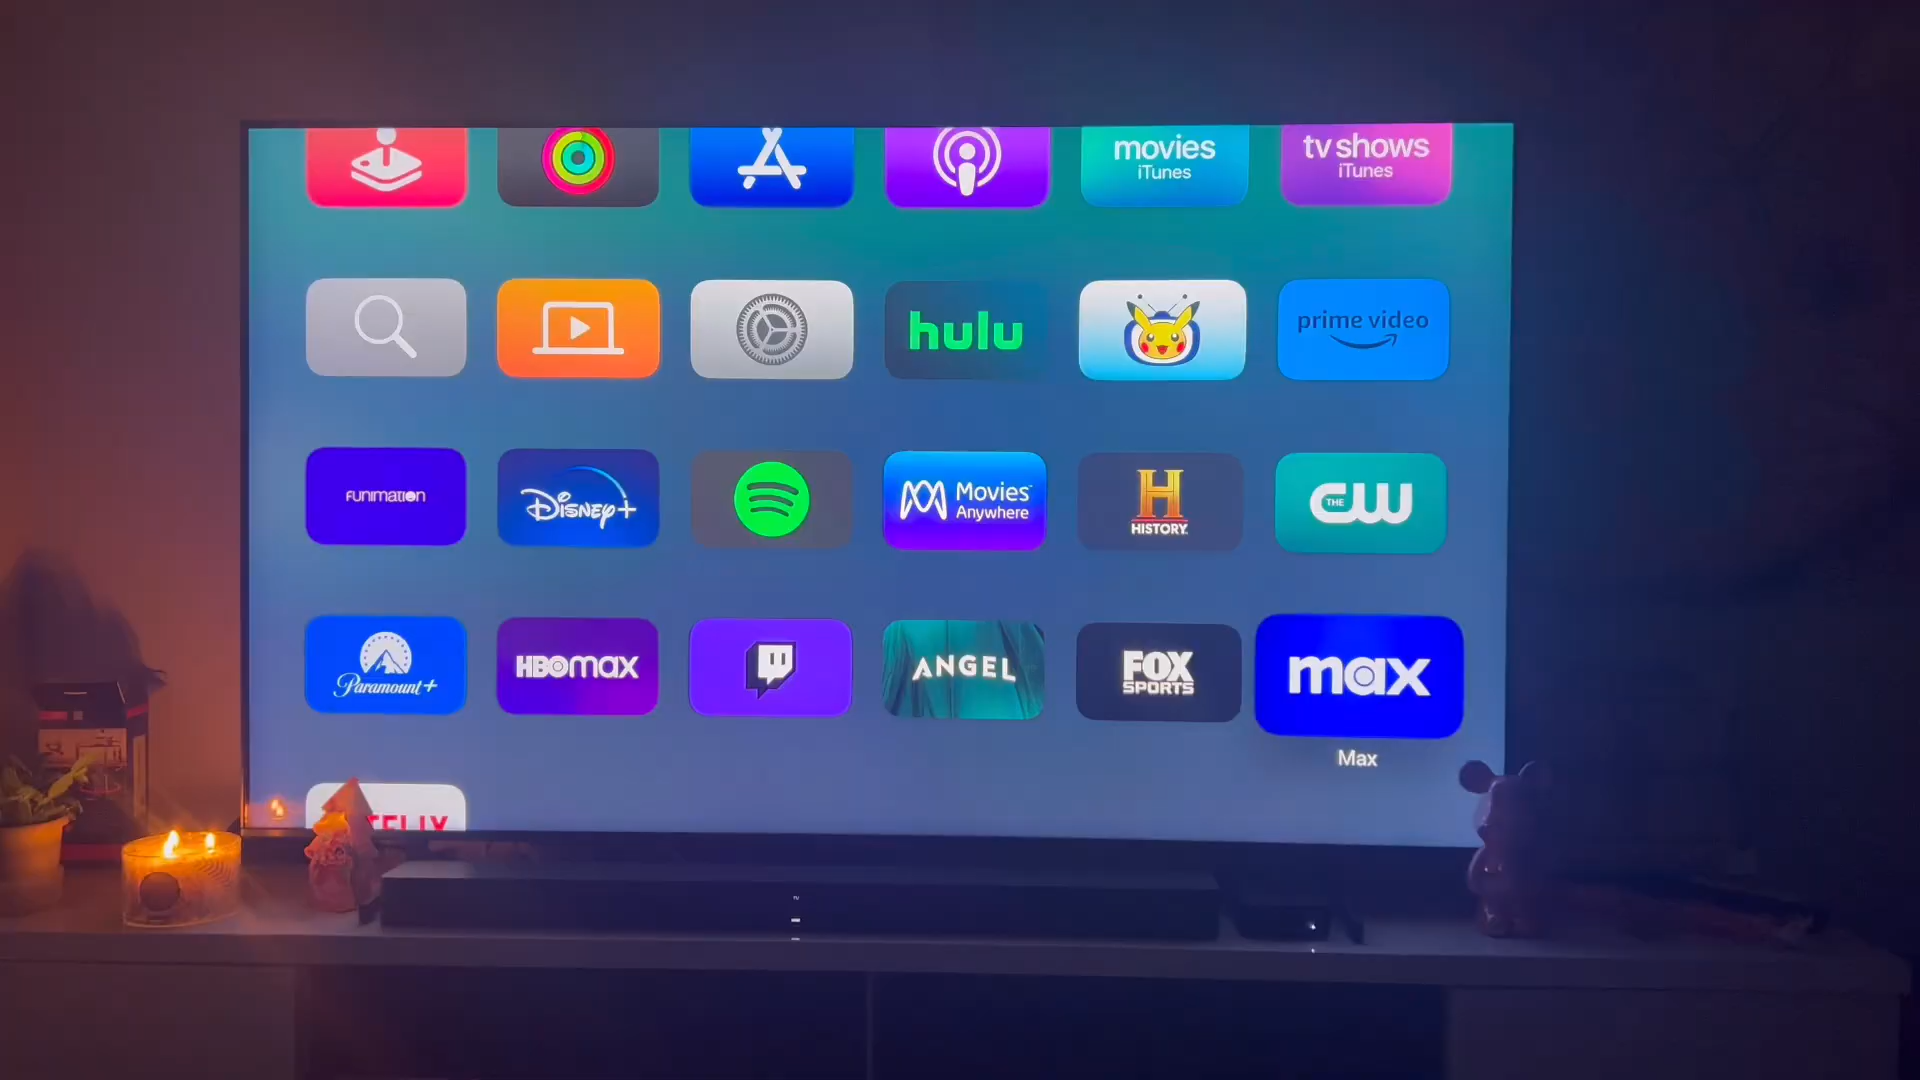 movies
iTunes
tv shows
iTunes
hulu
prime video
FUNIMATION
Disney+
Movies
Anywhere
HISTORY
THE CW
Paramount+
HBOMAX
ANGEL
FOX
SPORTS
max
Max